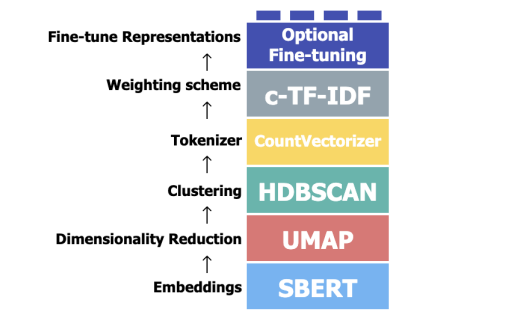 Fine-tune Representations
Optional
Fine-tuning
Weighting scheme
c-TF-IDF
Tokenizer
CountVectorizer
Clustering
HDBSCAN
Dimensionality Reduction
UMAP
Embeddings
SBERT